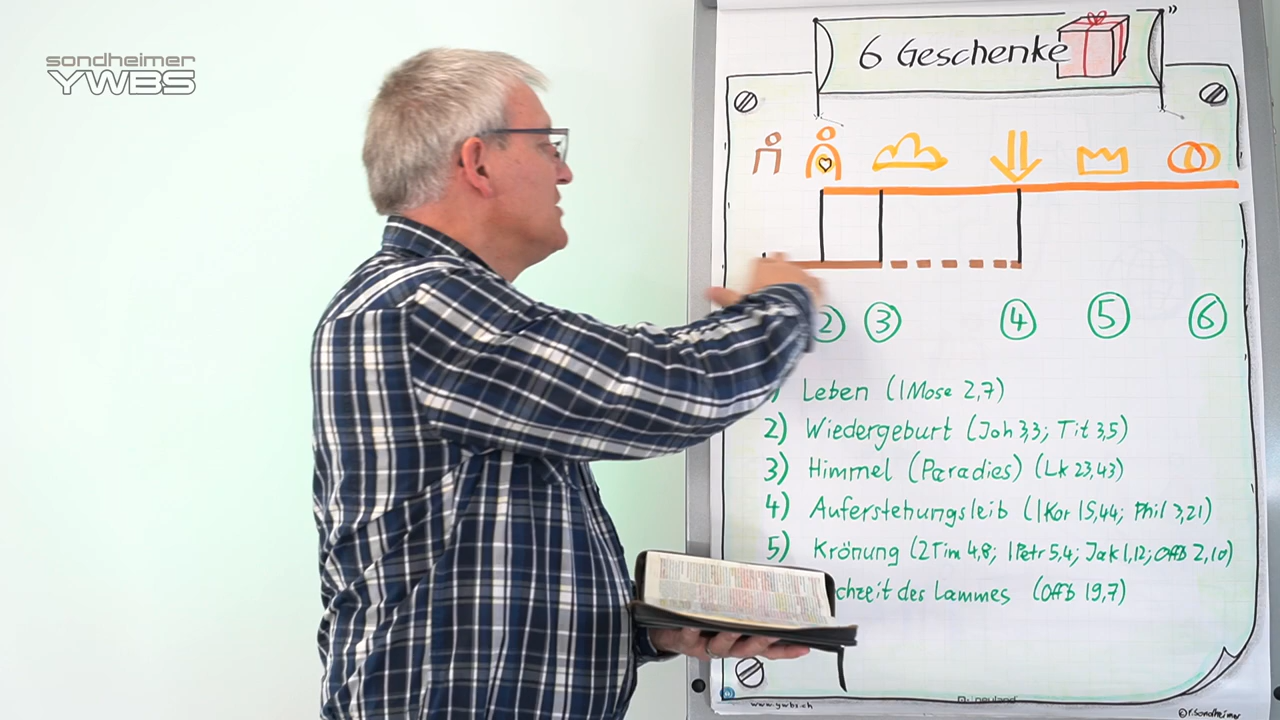 sondheimer
YWBS
6 Geschenke
2 3 4 5 6
Leben (1Mose 2,7)
2) Wiedergeburt (Joh 3,3; Tit 3,5)
3) Himmel (Paradies) (Lk 23,43)
4) Auferstehungsleib (1Kor 15,44; Phil 3,21)
5) Krönung (2Tim 4,8; 1Petr 5,4; Jak 1,12; Offb 2,10)
chzeit des Lammes (Offb 19,7)
neuland
www.ywbs.ch
©r.Sondheimer